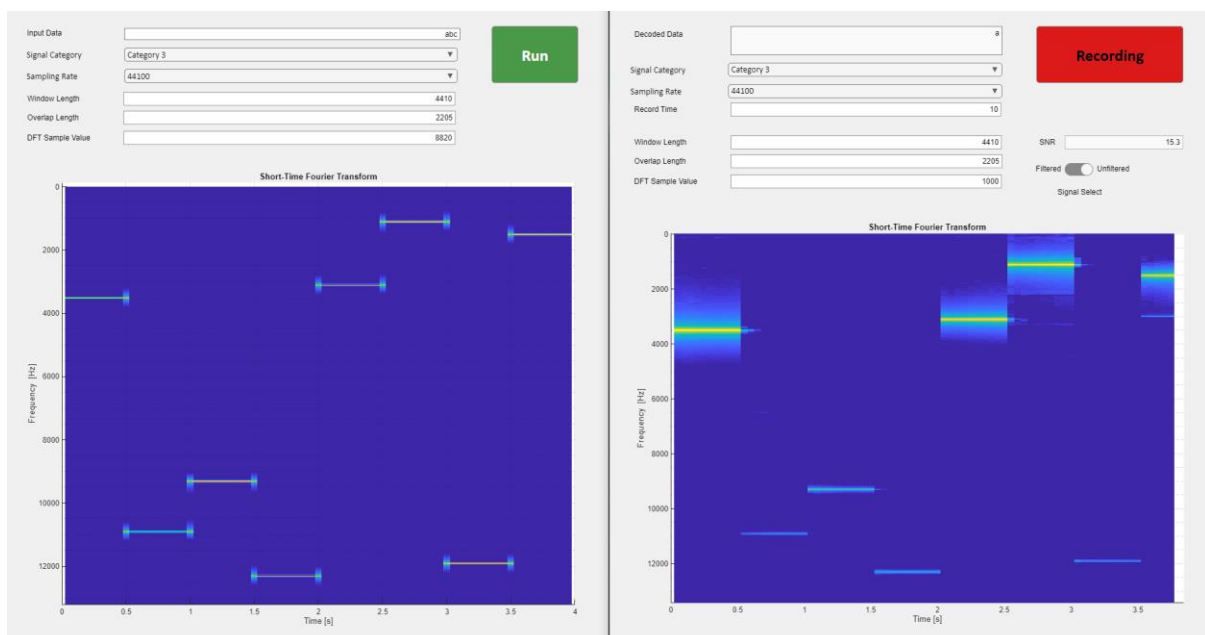 Input Data
abc
Signal Category
Category 3
Run
Sampling Rate
44100
Window Length
4410
Overlap Length
2205
DFT Sample Value
8820
Short-Time Fourier Transform
0
2000
4000
6000
8000
10000
12000
Frequency [Hz]
0 0.5 1 1.5 2 2.5 3 3.5 4
Time [s]
Decoded Data
a
Recording
Signal Category
Category 3
Sampling Rate
44100
Record Time
10
Window Length
4410
SNR
15.3
Overlap Length
2205
Filtered
Unfiltered
DFT Sample Value
1000
Signal Select
Short-Time Fourier Transform
0
2000
4000
6000
8000
10000
12000
Frequency [Hz]
0 0.5 1 1.5 2 2.5 3 3.5
Time [s]